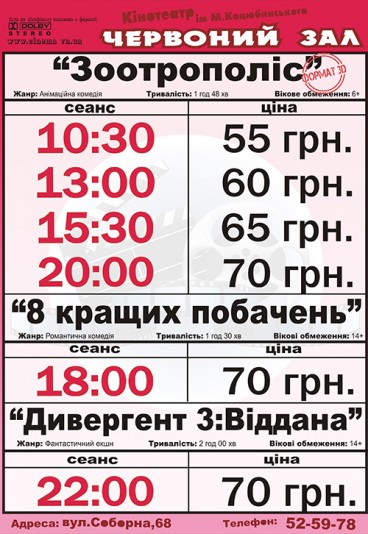 Кінотеатр ім М.Коцюбинського
DOLBY
STEREO
www.cinema.vn.ua
ЧЕРВОНИЙ ЗАЛ
“Зоотрополіс”
ФОРМАТ 3D
Жанр: Анімаційна комедія Тривалість: 1 год 48 хв Вікове обмеження: 6+
сеанс ціна
10:30 55 грн.
13:00 60 грн.
15:30 65 грн.
20:00 70 грн.
“8 кращих побачень”
Жанр: Романтична комедія Тривалість: 1 год 30 хв Вікові обмеження: 14+
сеанс ціна
18:00 70 грн.
“Дивергент 3:Віддана”
Жанр: Фантастичний екшн Тривалість: 2 год 00 хв Вікові обмеження: 14+
сеанс ціна
22:00 70 грн.
Адреса: вул.Соборна,68 Телефон: 52-59-78